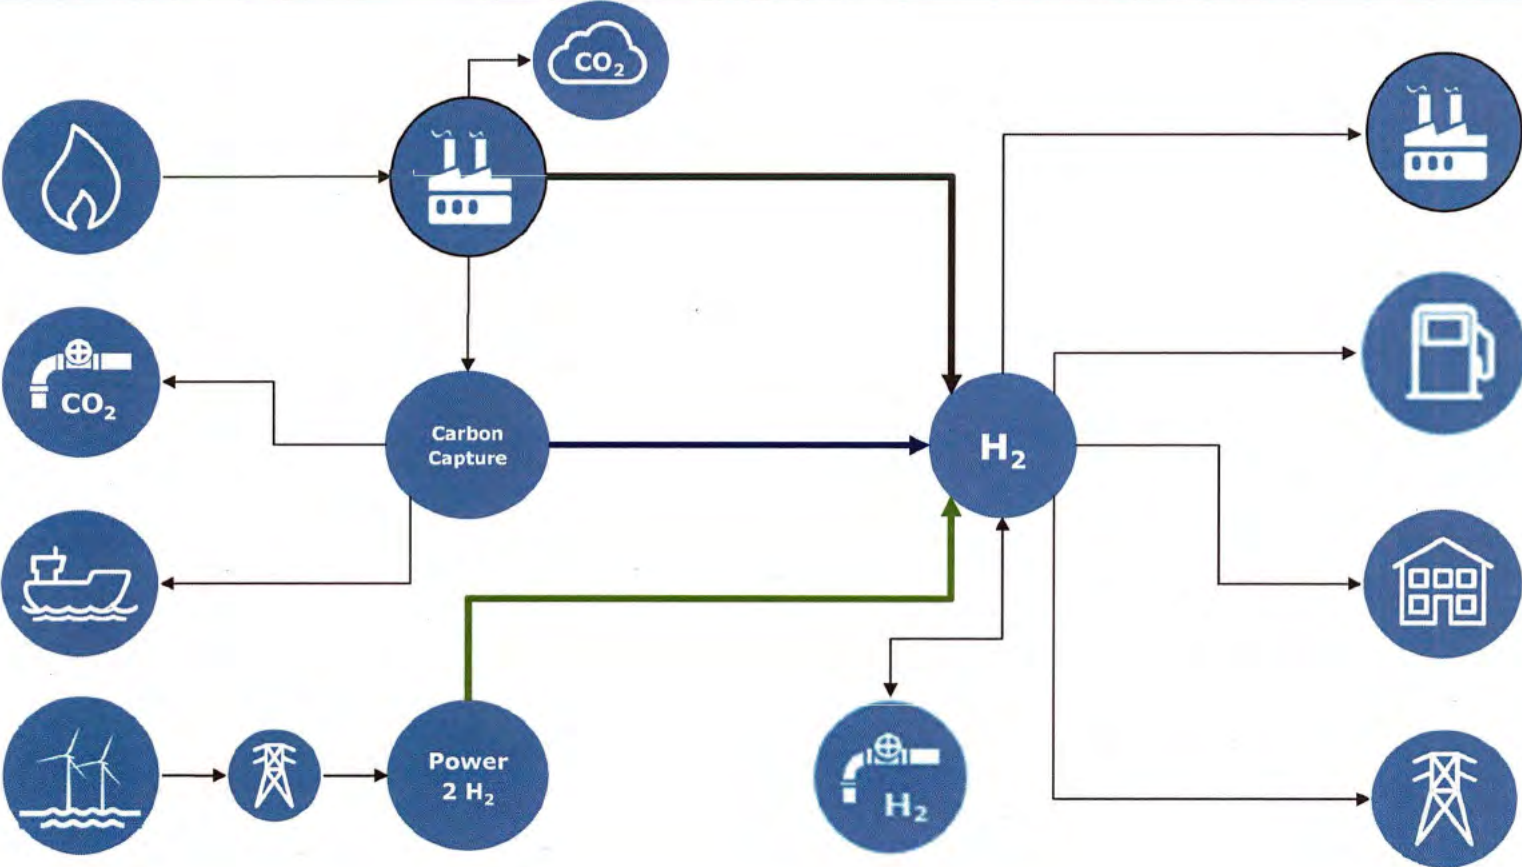 CO₂
CO₂
Carbon
Capture
H₂
Power
2 H₂
H₂